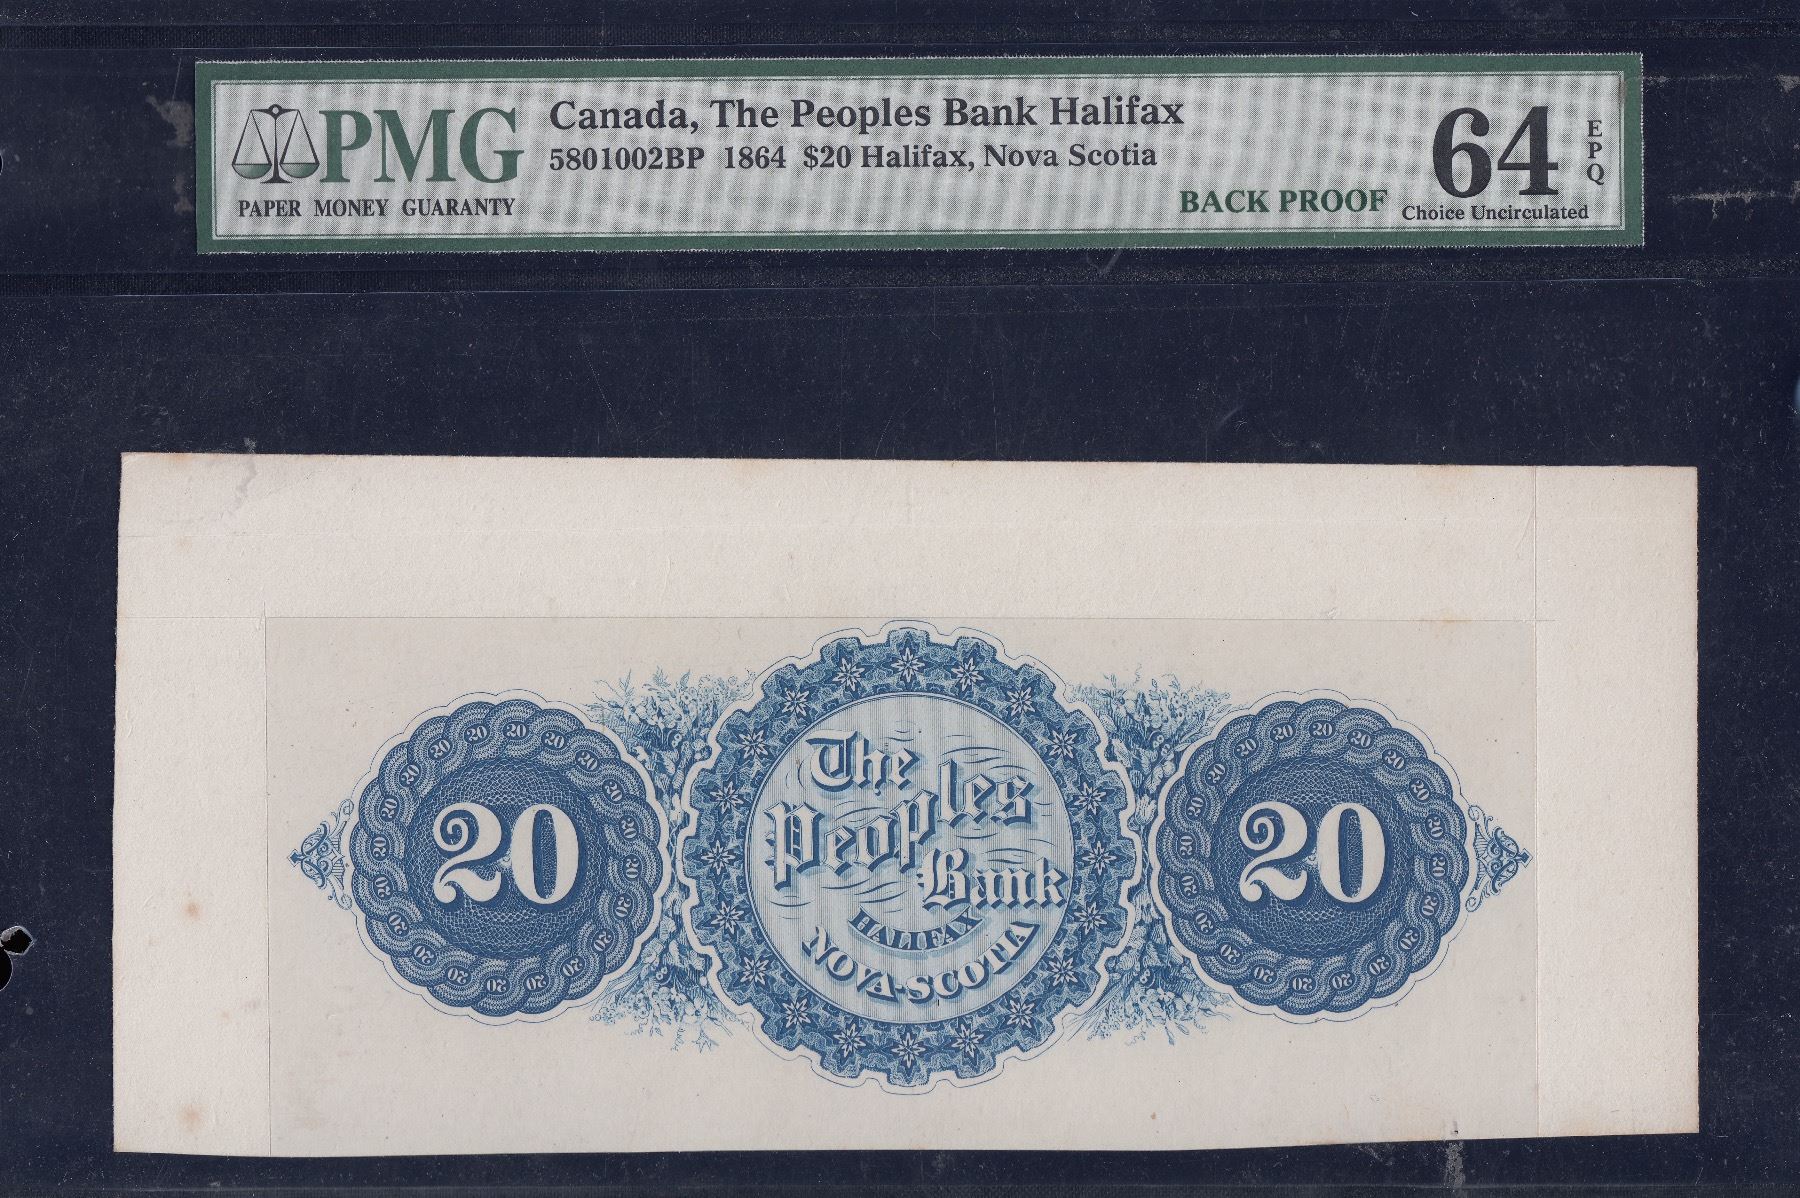 PMG
PAPER MONEY GUARANTY
Canada, The Peoples Bank Halifax
5801002BP 1864 $20 Halifax, Nova Scotia
BACK PROOF
64
EPQ
Choice Uncirculated
20
The
Peoples
Bank
HALIFAX
NOVA-SCOTIA
20